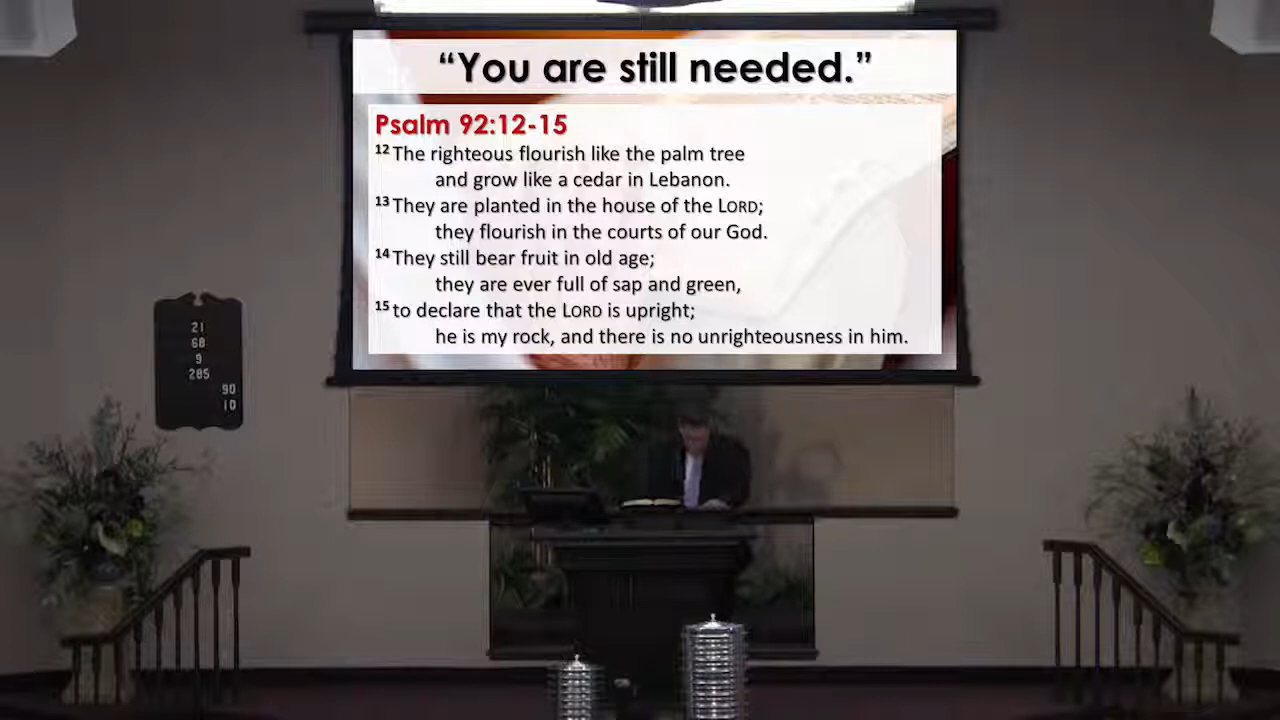 “You are still needed.”
Psalm 92:12-15
12 The righteous flourish like the palm tree
and grow like a cedar in Lebanon.
13 They are planted in the house of the LORD;
they flourish in the courts of our God.
14 They still bear fruit in old age;
they are ever full of sap and green,
15 to declare that the LORD is upright;
he is my rock, and there is no unrighteousness in him.
21
68
9
285
90
10